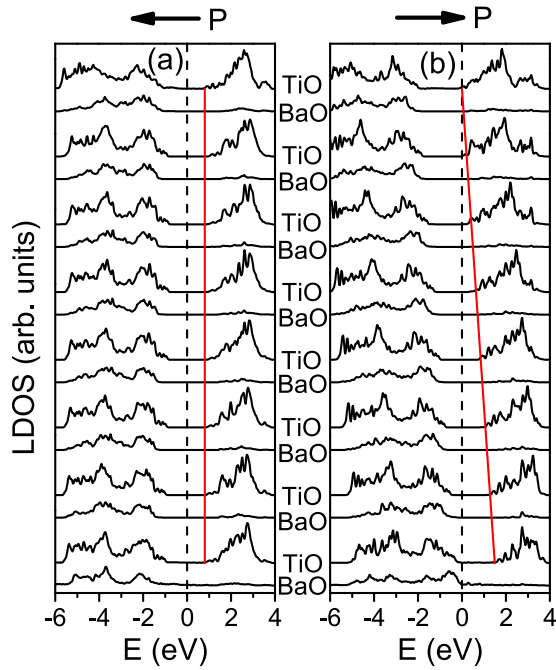 P P
(a) (b)
TiO
BaO
TiO
BaO
TiO
BaO
TiO
BaO
TiO
BaO
TiO
BaO
TiO
BaO
TiO
BaO
LDOS (arb. units)
-6 -4 -2 0 2 4 -6 -4 -2 0 2 4
E (eV) E (eV)